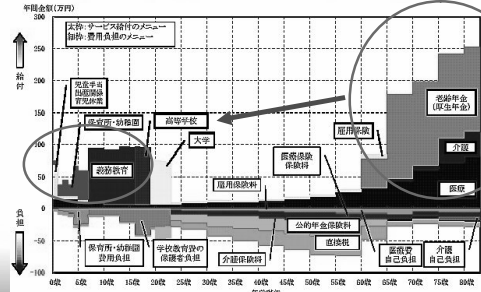 年間金額(万円)
太枠:サービス給付のメニュー
細枠:費用負担のメニュー
300
250
200
150
100
50
0
-50
-100
給付
負担
児童手当
出産関係
育児休業
保育所・幼稚園
高等学校
大学
義務教育
雇用保険
老齢年金
(厚生年金)
介護
医療
医療保険
保険料
雇用保険料
公的年金保険料
直接税
保育所・幼稚園
費用負担
学校教育費の
保護者負担
介護保険料
医療費
自己負担
介護
自己負担
0歳 5歳 10歳 15歳 20歳 25歳 30歳 35歳 40歳 45歳 50歳 55歳 60歳 65歳 70歳 75歳 80歳